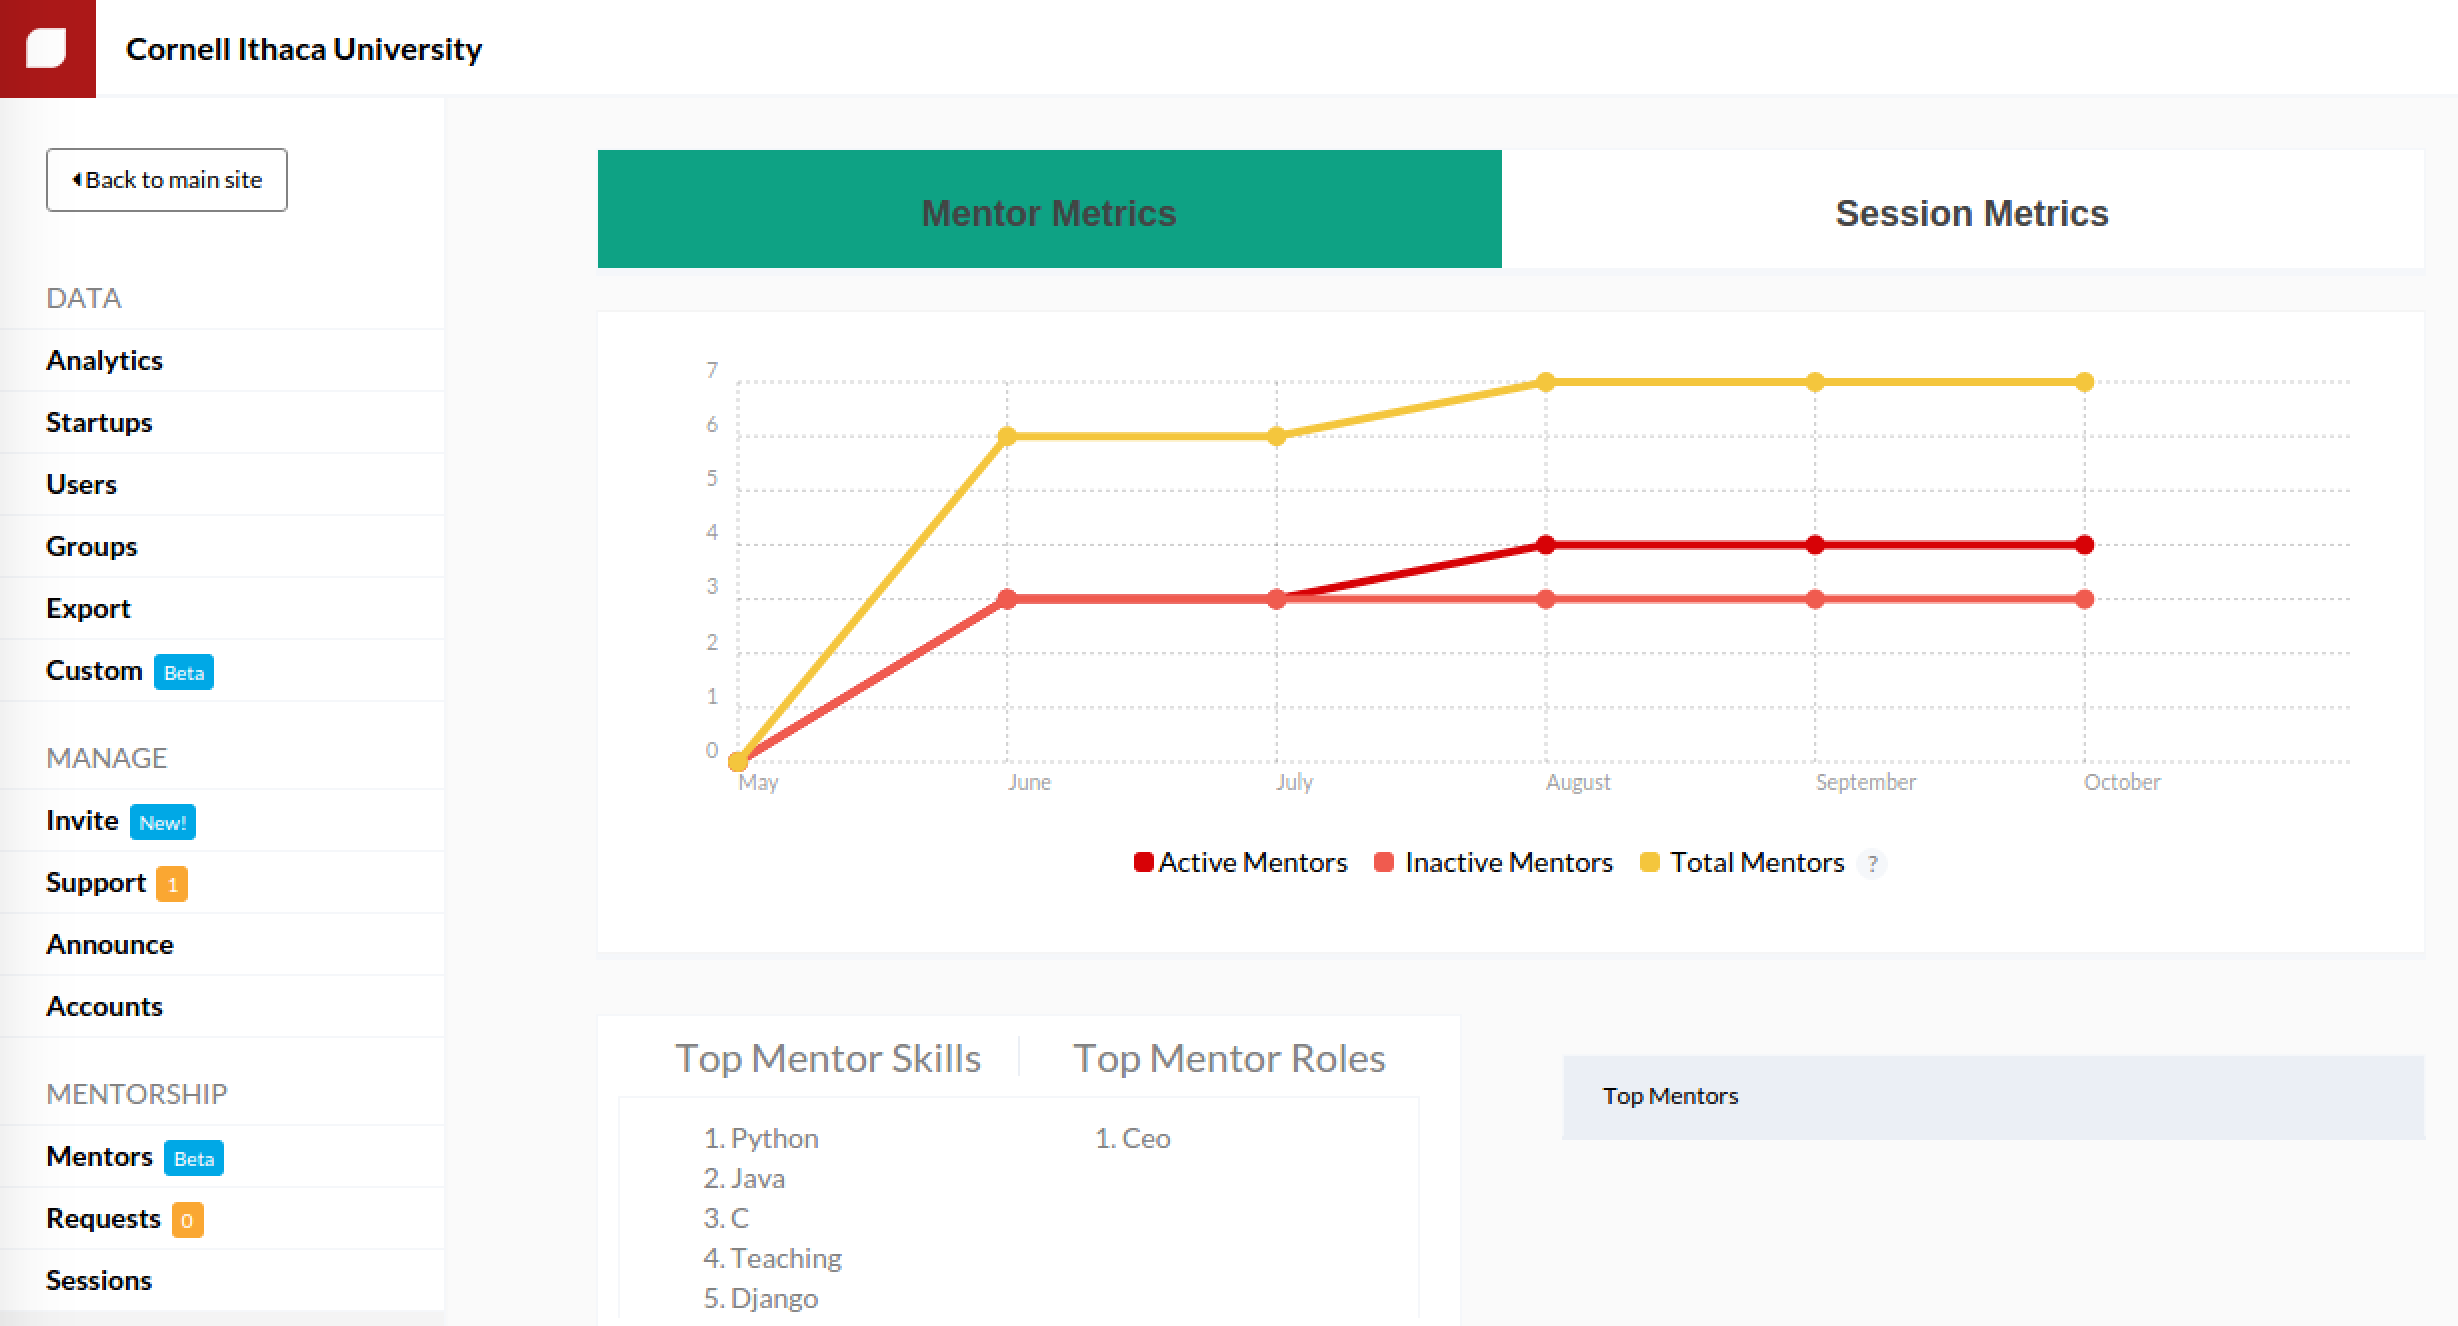 Cornell Ithaca University
Back to main site
DATA
Analytics
Startups
Users
Groups
Export
Custom Beta
MANAGE
Invite New!
Support 1
Announce
Accounts
MENTORSHIP
Mentors Beta
Requests 0
Sessions
Mentor Metrics Session Metrics
7
6
5
4
3
2
1
0
May June July August September October
Active Mentors Inactive Mentors Total Mentors ?
Top Mentor Skills Top Mentor Roles
1. Python 1. Ceo
2. Java
3. C
4. Teaching
5. Django
Top Mentors